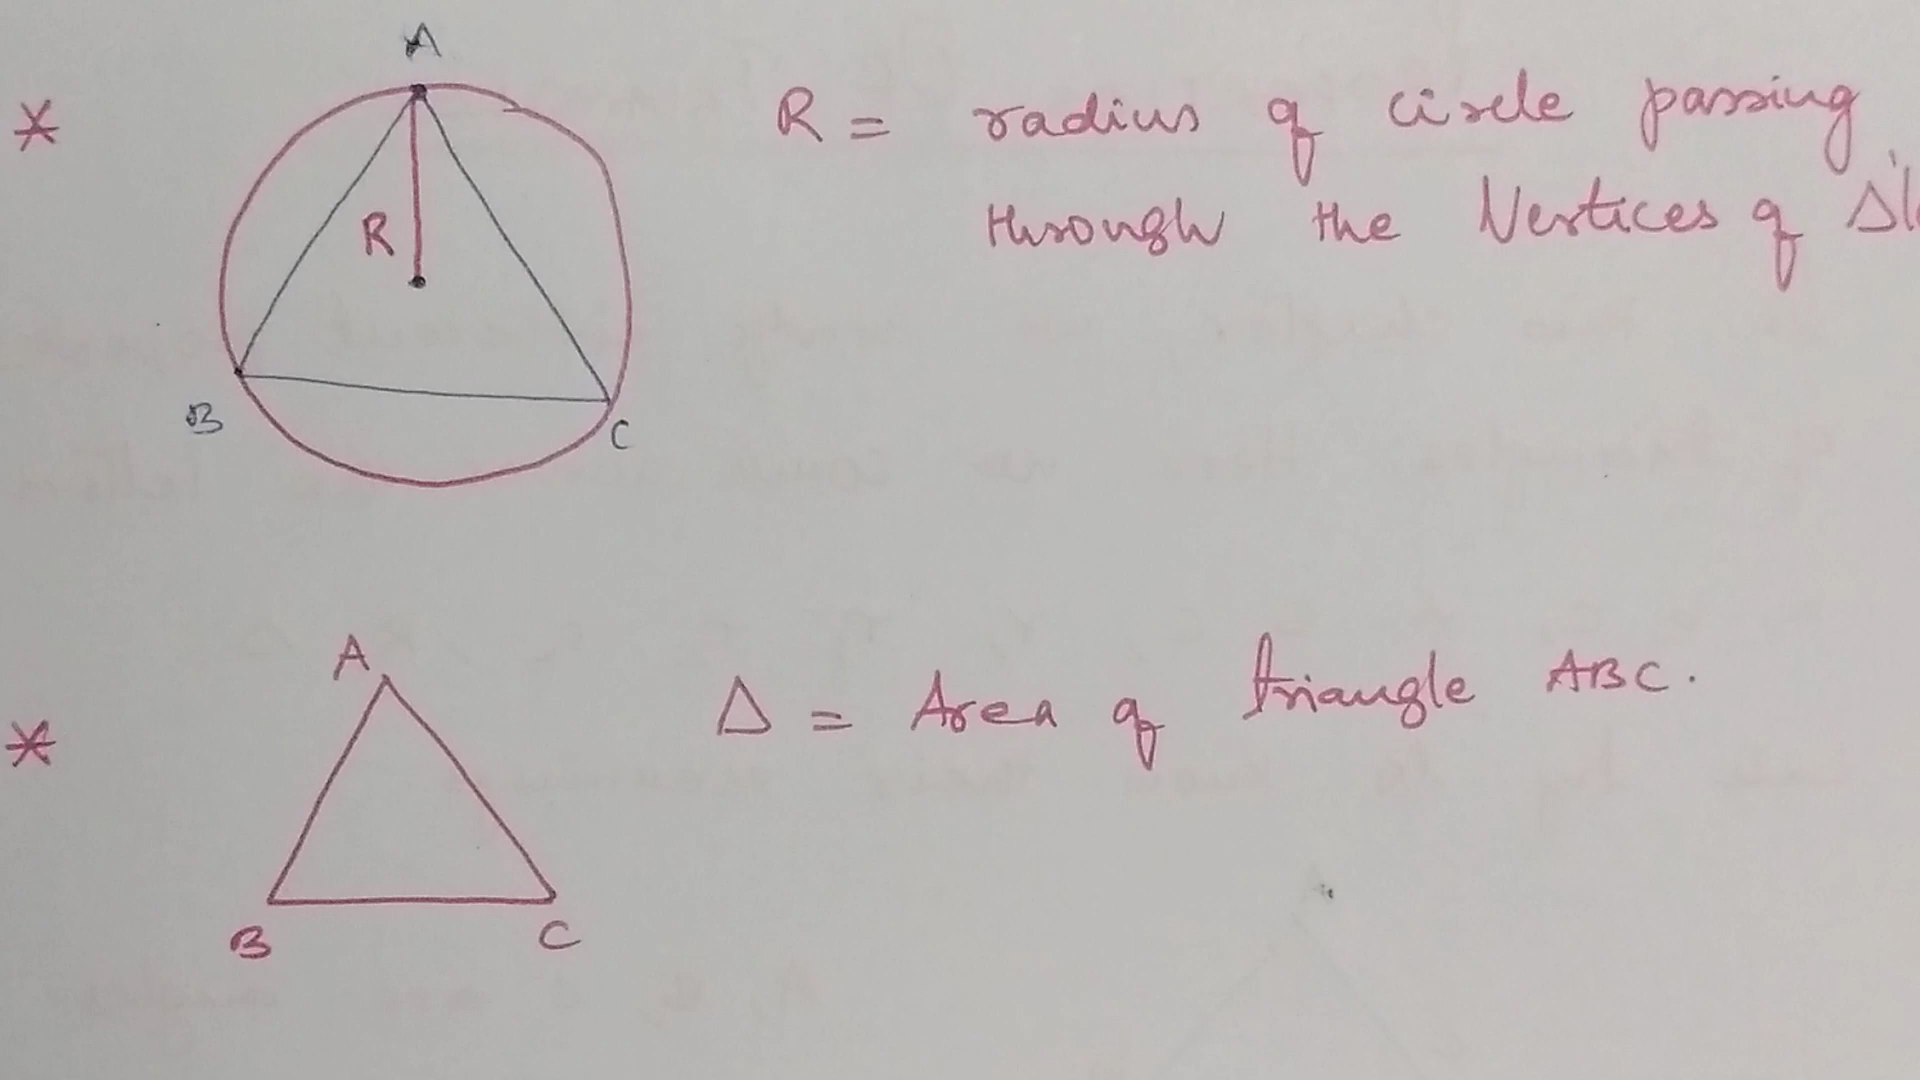 A
* R = radius of circle passing
R through the Vertices of
B C
A
* Δ = Area of triangle ABC.
B C